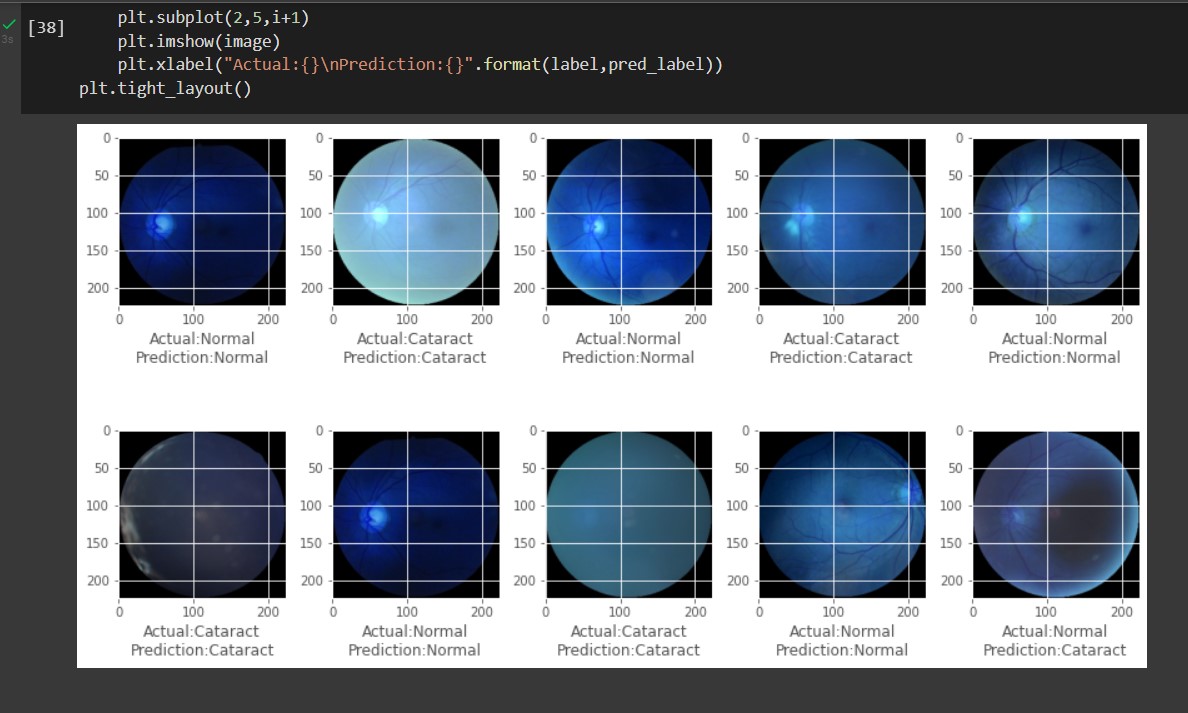 [38]
plt.subplot(2,5,i+1)
plt.imshow(image)
plt.xlabel("Actual:{}\nPrediction:{}".format(label,pred_label))
plt.tight_layout()
3s
0 50 100 150 200
0 100 200
Actual:Normal
Prediction:Normal
0 50 100 150 200
0 100 200
Actual:Cataract
Prediction:Cataract
0 50 100 150 200
0 100 200
Actual:Normal
Prediction:Normal
0 50 100 150 200
0 100 200
Actual:Cataract
Prediction:Cataract
0 50 100 150 200
0 100 200
Actual:Normal
Prediction:Normal
0 50 100 150 200
0 100 200
Actual:Cataract
Prediction:Cataract
0 50 100 150 200
0 100 200
Actual:Normal
Prediction:Normal
0 50 100 150 200
0 100 200
Actual:Cataract
Prediction:Cataract
0 50 100 150 200
0 100 200
Actual:Normal
Prediction:Normal
0 50 100 150 200
0 100 200
Actual:Normal
Prediction:Cataract